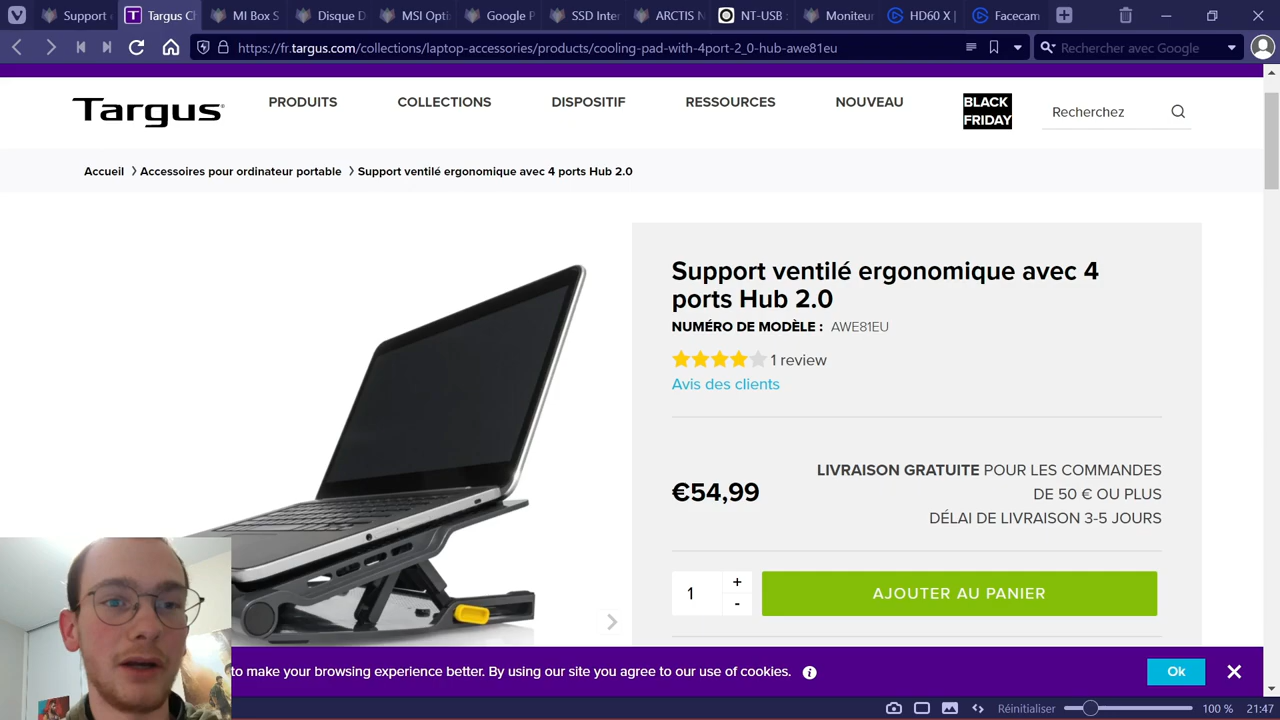 Support
Targus Cl
MI Box S
Disque D
MSI Opti
Google P
SSD Inter
ARCTIS N
NT-USB
Moniteur
HD60 X |
Facecam
https://fr.targus.com/collections/laptop-accessories/products/cooling-pad-with-4port-2_0-hub-awe81eu
Rechercher avec Google
Targus
PRODUITS
COLLECTIONS
DISPOSITIF
RESSOURCES
NOUVEAU
BLACK
FRIDAY
Recherchez
Accueil > Accessoires pour ordinateur portable > Support ventilé ergonomique avec 4 ports Hub 2.0
Support ventilé ergonomique avec 4
ports Hub 2.0
NUMÉRO DE MODÈLE : AWE81EU
1 review
Avis des clients
€54,99
LIVRAISON GRATUITE POUR LES COMMANDES
DE 50 € OU PLUS
DÉLAI DE LIVRAISON 3-5 JOURS
1
+
-
AJOUTER AU PANIER
to make your browsing experience better. By using our site you agree to our use of cookies.
Ok
Réinitialiser
100 %
21:47